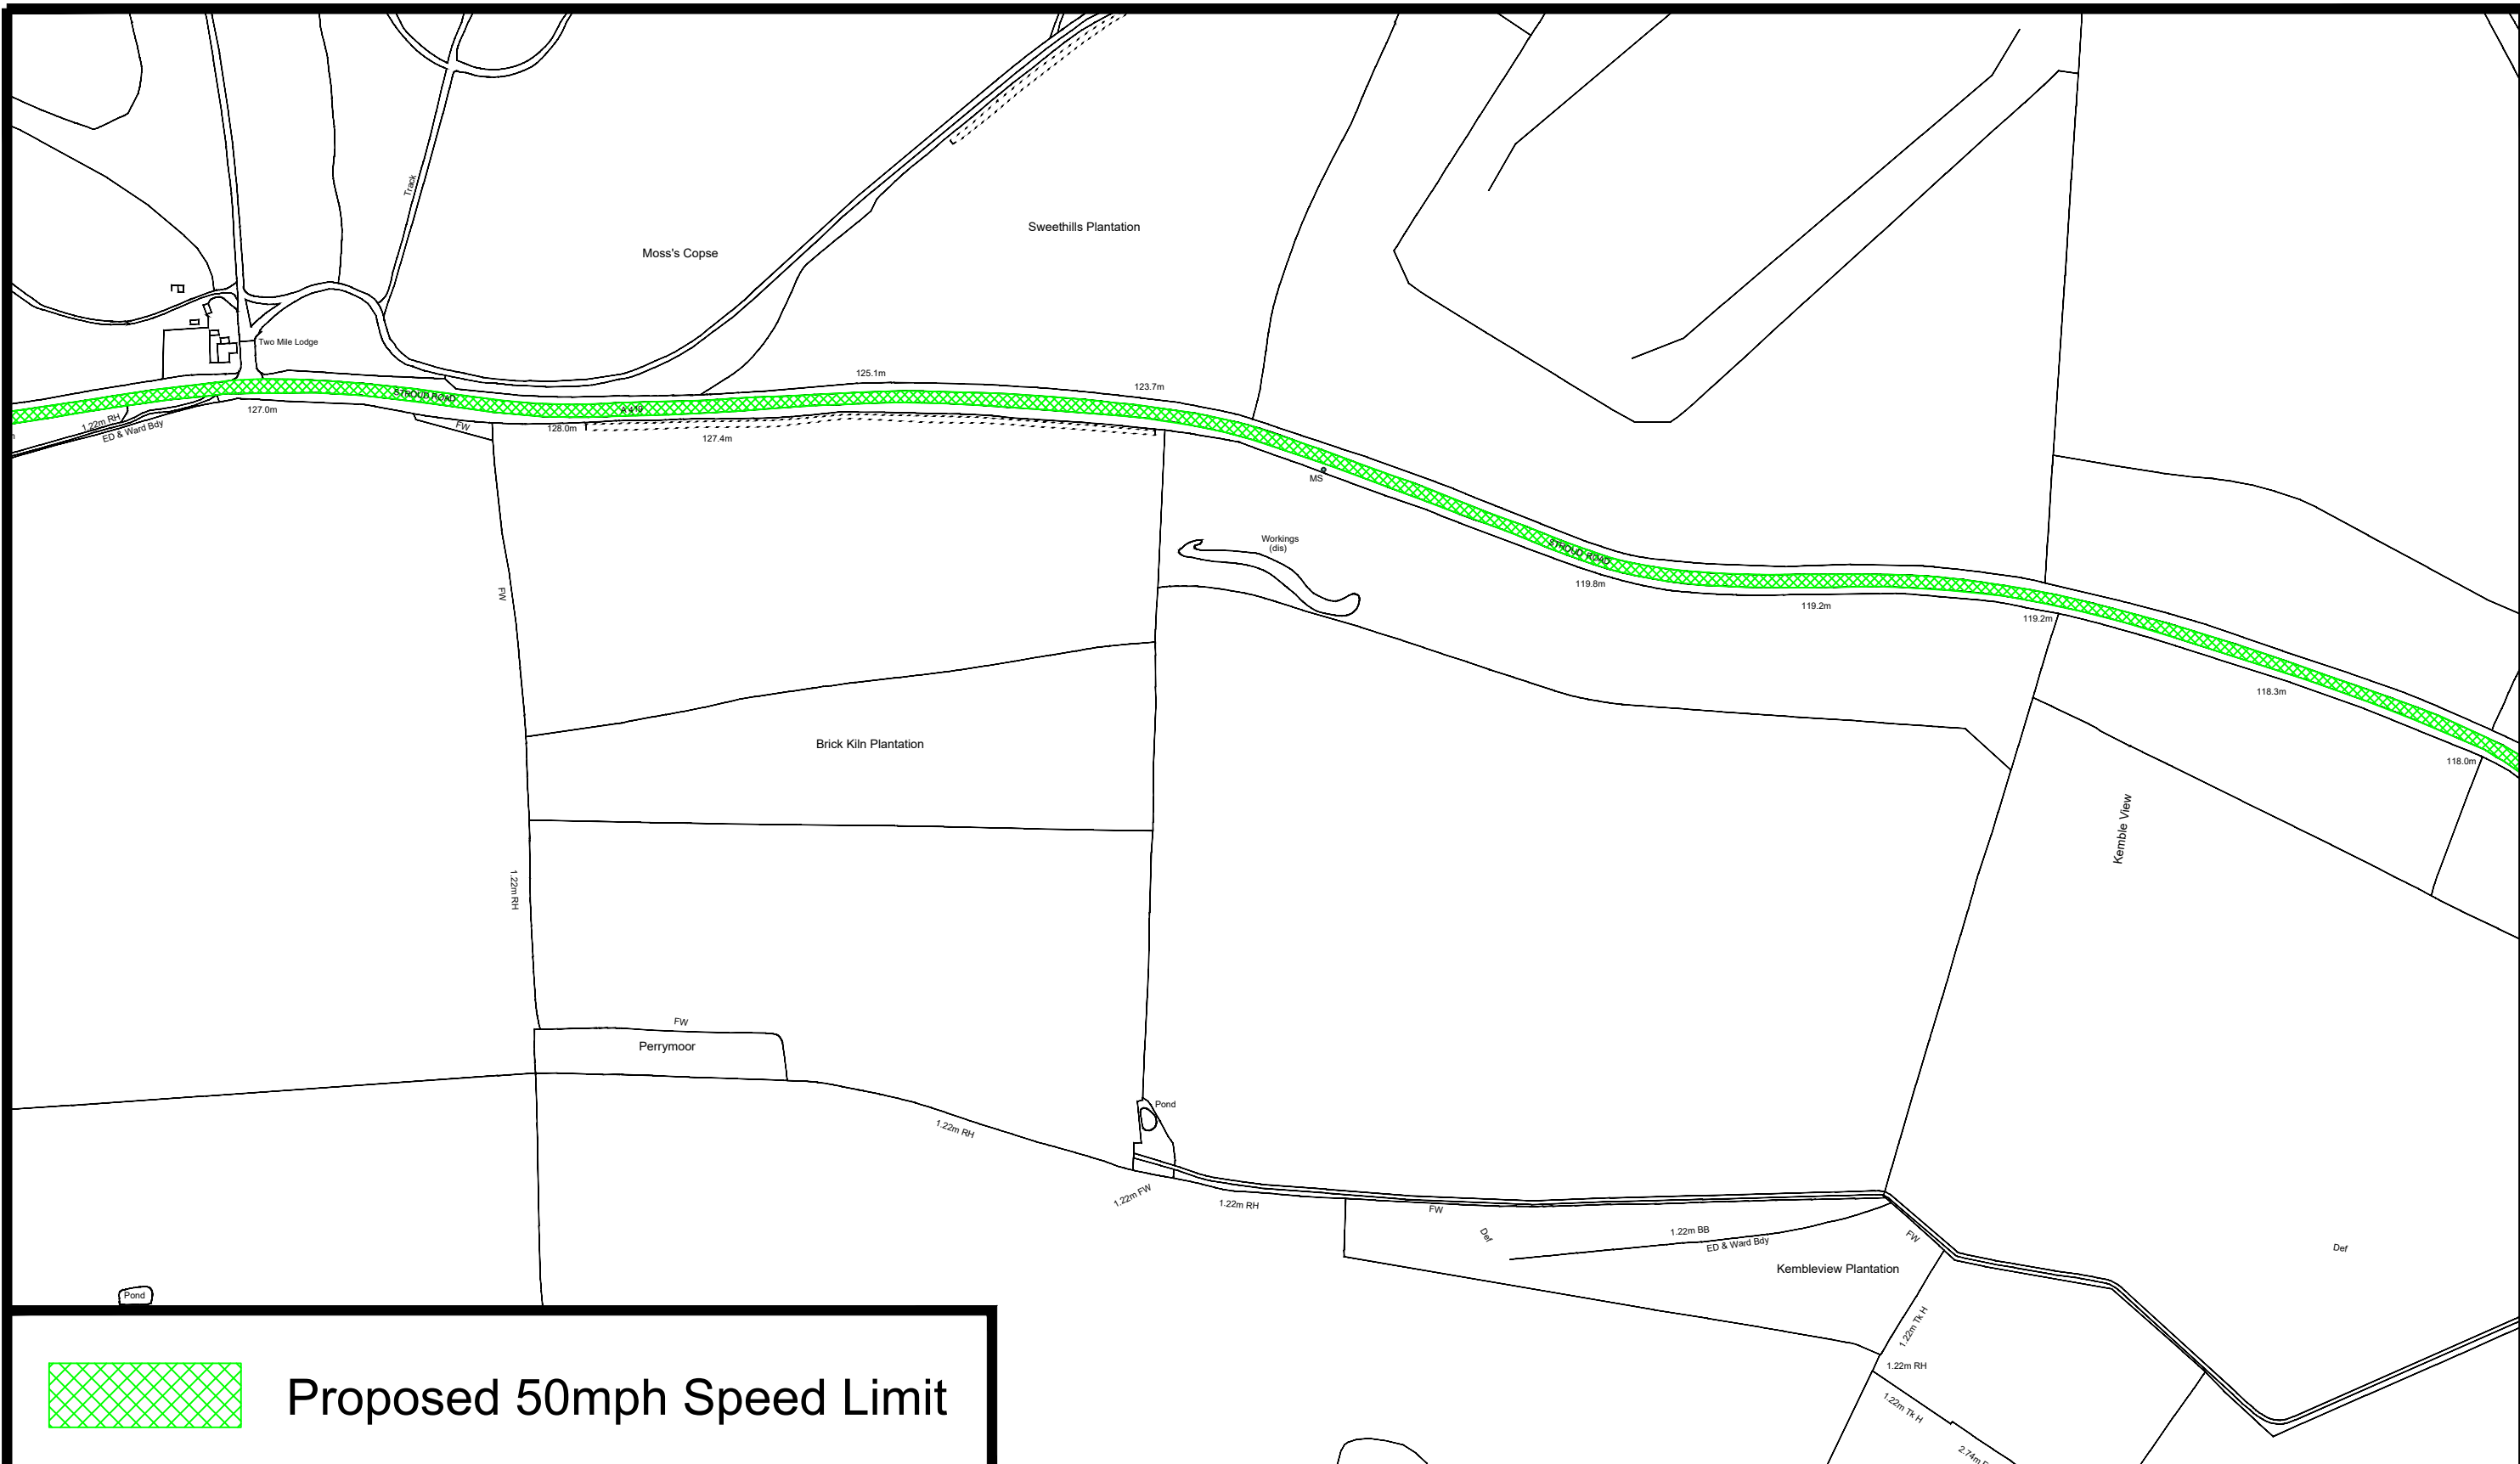 Track
Sweethills Plantation
Moss's Copse
Two Mile Lodge
125.1m
123.7m
STROUD ROAD
A 419
127.0m
1.22m RH
ED & Ward Bdy
FW
128.0m
127.4m
MS
Workings
(dis)
STROUD ROAD
119.8m
119.2m
119.2m
FW
118.3m
Brick Kiln Plantation
118.0m
Kemble View
1.22m RH
FW
Perrymoor
Pond
1.22m RH
1.22m FW
1.22m RH
FW
Def
1.22m BB
ED & Ward Bdy
FW
Def
Kembleview Plantation
Pond
1.22m Tk H
1.22m RH
1.22m Tk H
2.74m
Proposed 50mph Speed Limit